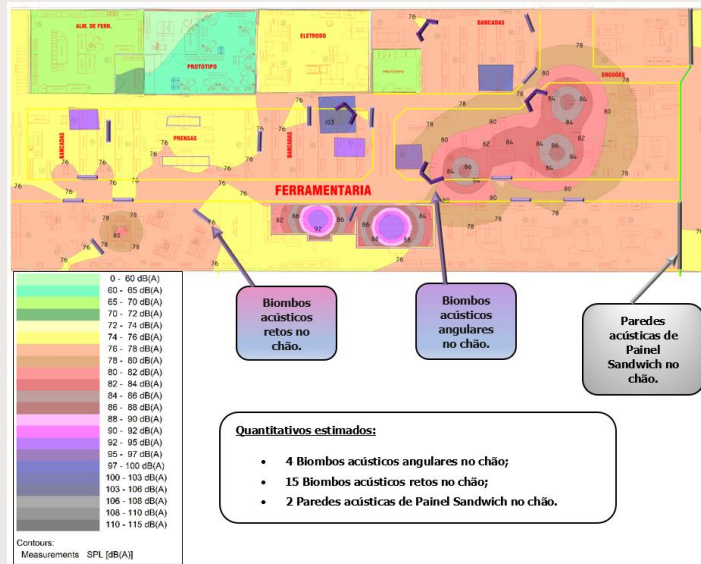 ALM. DE FERR.
PROTÓTIPO
ELETRODO
BANCADAS
EROSÕES
BANCADAS
PRENSAS
BANCADAS
FERRAMENTARIA
76
78
80
82
84
86
88
92
103
Biombos
acústicos
retos no
chão.
Biombos
acústicos
angulares
no chão.
Paredes
acústicas de
Painel
Sandwich no
chão.
0 - 60 dB(A)
60 - 65 dB(A)
65 - 70 dB(A)
70 - 72 dB(A)
72 - 74 dB(A)
74 - 76 dB(A)
76 - 78 dB(A)
78 - 80 dB(A)
80 - 82 dB(A)
82 - 84 dB(A)
84 - 86 dB(A)
86 - 88 dB(A)
88 - 90 dB(A)
90 - 92 dB(A)
92 - 95 dB(A)
95 - 97 dB(A)
97 - 100 dB(A)
100 - 103 dB(A)
103 - 106 dB(A)
106 - 108 dB(A)
108 - 110 dB(A)
110 - 115 dB(A)
Contours:
Measurements SPL [dB(A)]
Quantitativos estimados:
• 4 Biombos acústicos angulares no chão;
• 15 Biombos acústicos retos no chão;
• 2 Paredes acústicas de Painel Sandwich no chão.